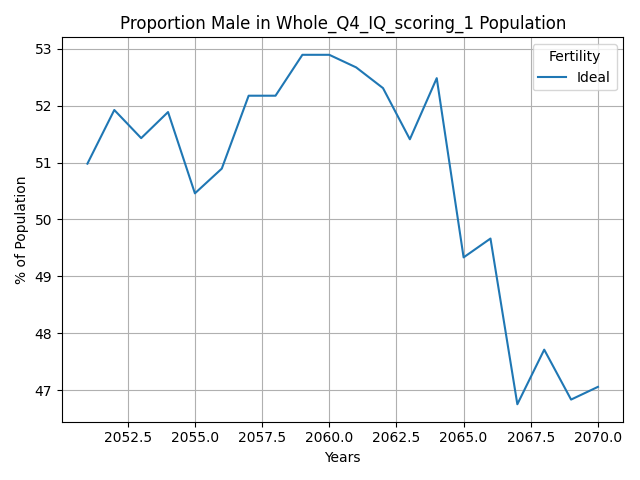 Proportion Male in Whole_Q4_IQ_scoring_1 Population
Fertility
Ideal
% of Population
53
52
51
50
49
48
47
2052.5 2055.0 2057.5 2060.0 2062.5 2065.0 2067.5 2070.0
Years